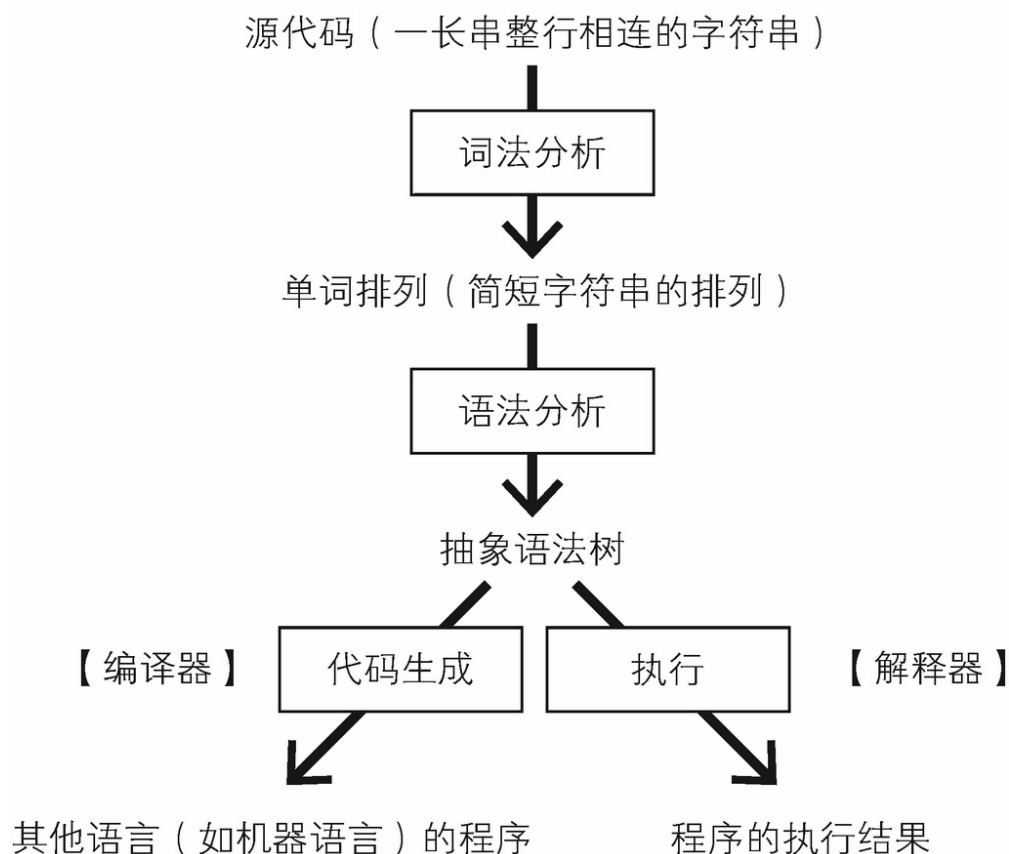 源代码（一长串整行相连的字符串）
词法分析
单词排列（简短字符串的排列）
语法分析
抽象语法树
【编译器】 代码生成 执行 【解释器】
其他语言（如机器语言）的程序 程序的执行结果